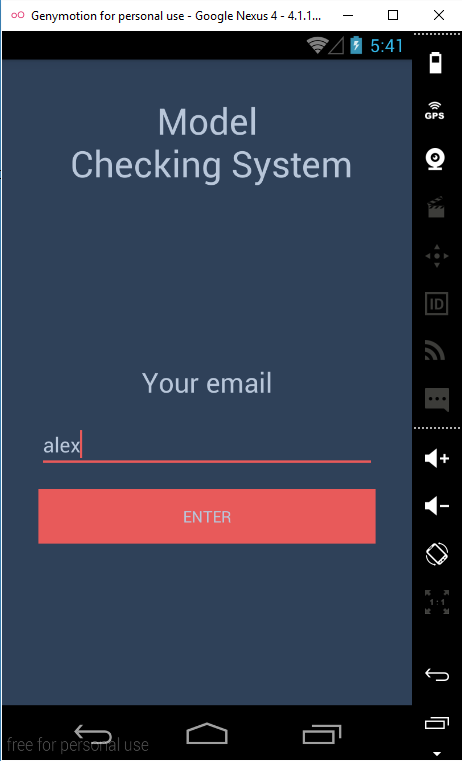 Genymotion for personal use - Google Nexus 4 - 4.1.1...
5:41
GPS
Model
Checking System
ID
Your email
alex
ENTER
1:1
free for personal use